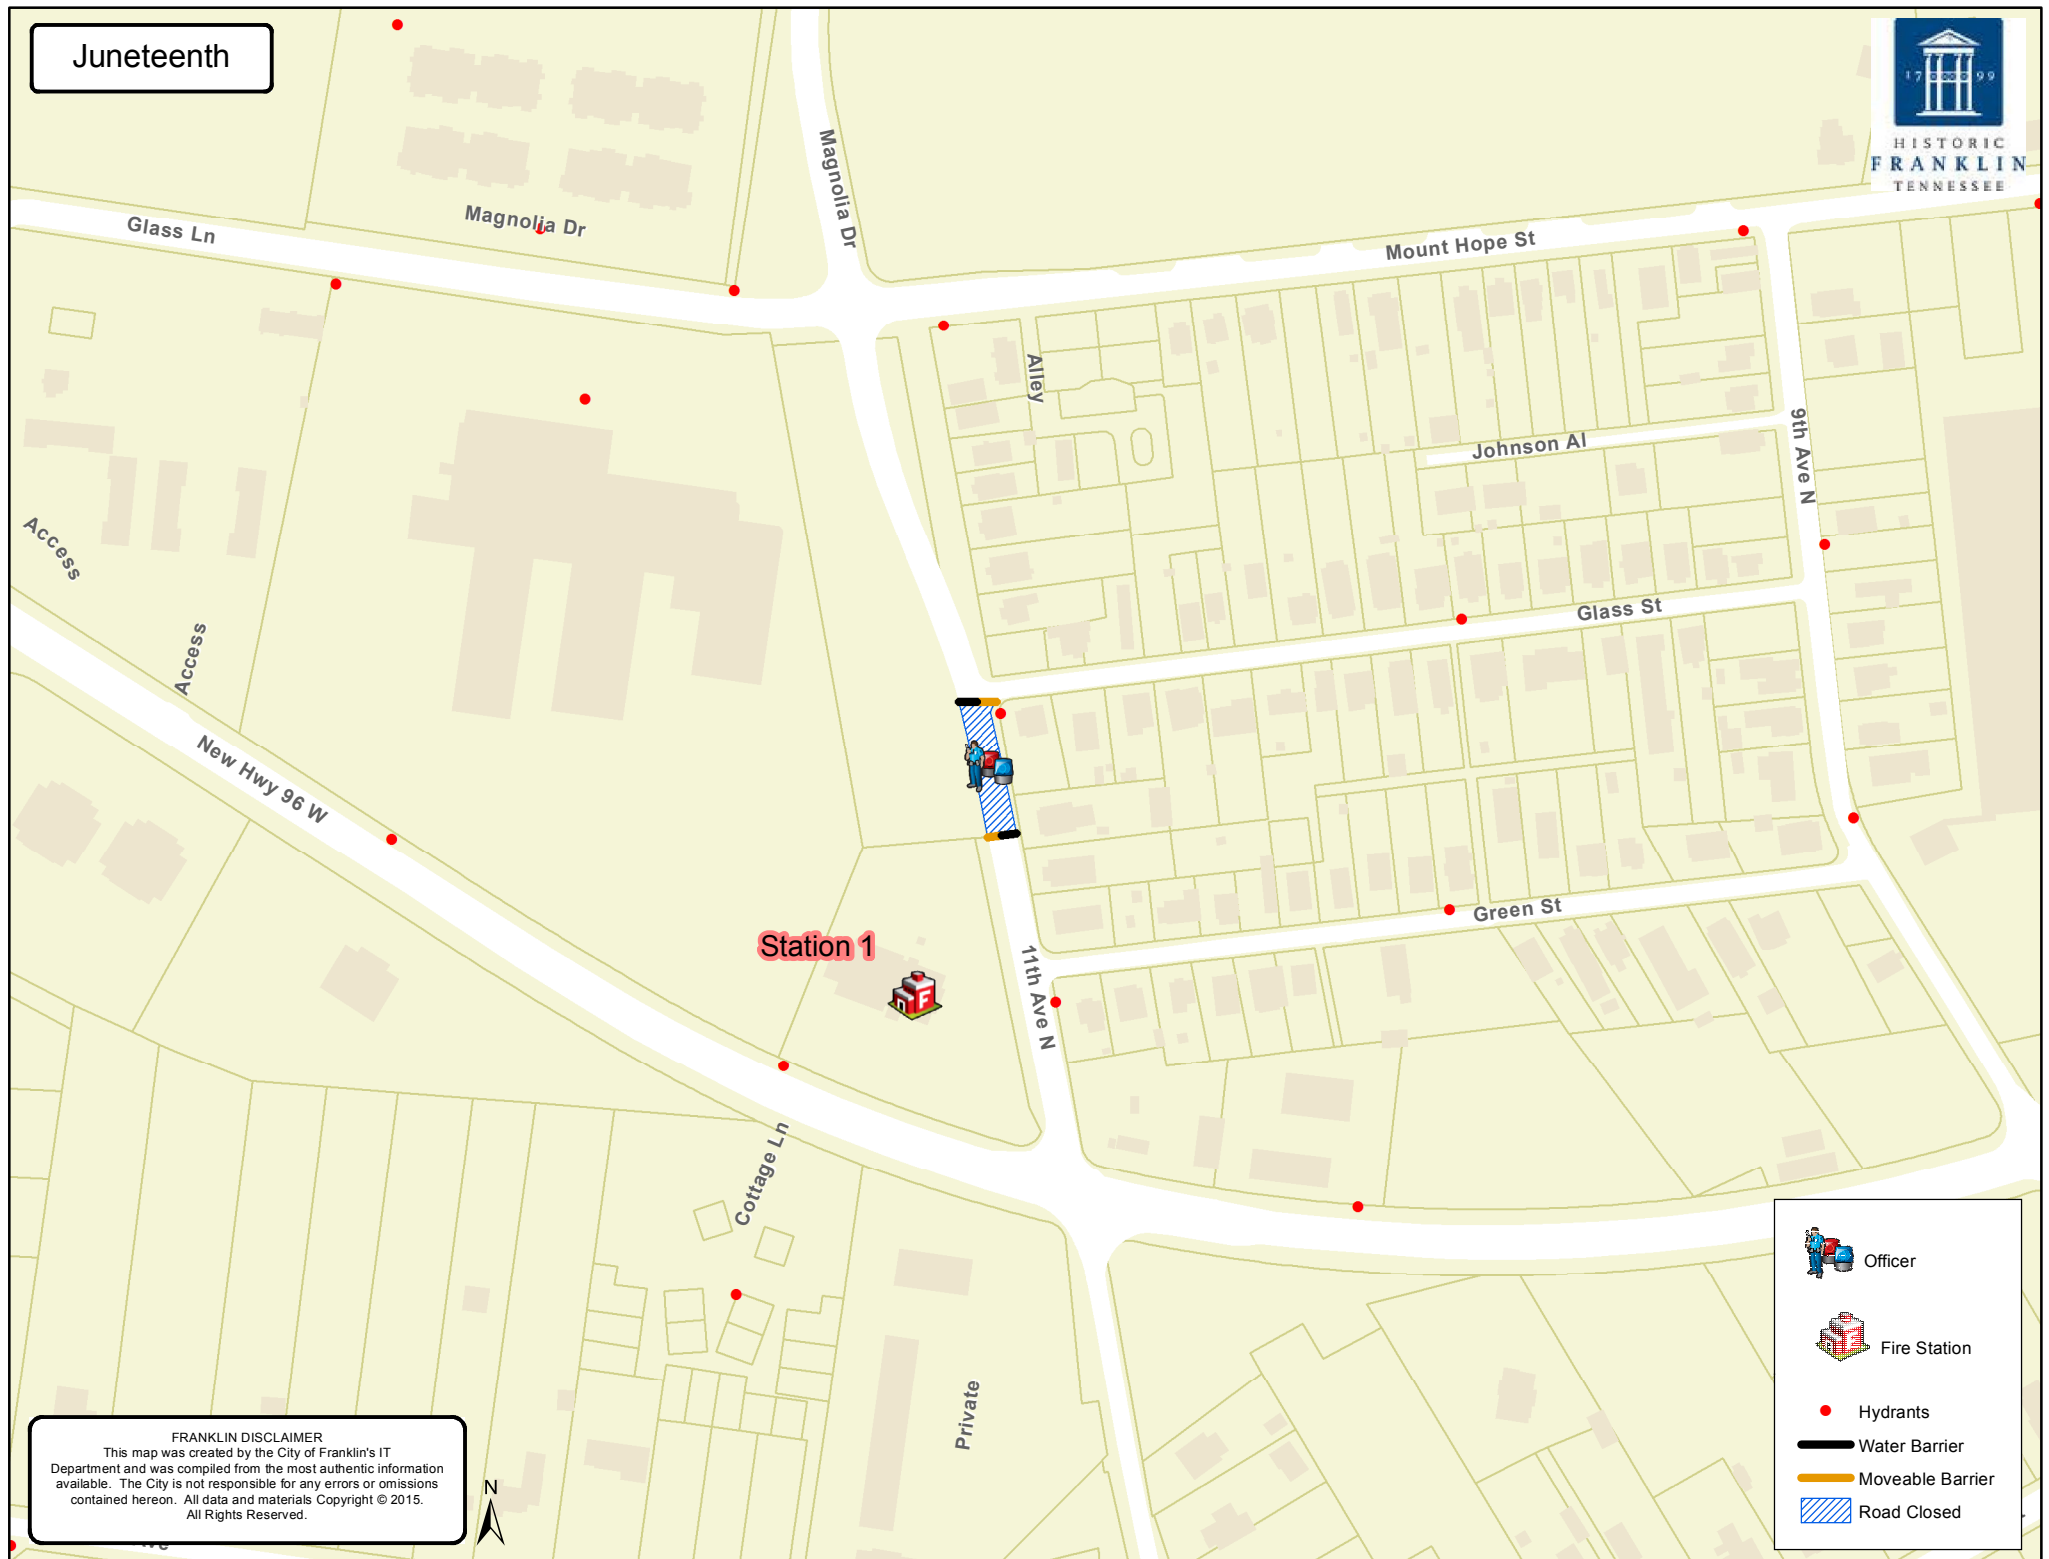 Juneteenth
17 99
HISTORIC
FRANKLIN
TENNESSEE
Magnolia Dr
Magnolia Dr
Glass Ln
Mount Hope St
Alley
Johnson Al
9th Ave N
Access
Access
Glass St
New Hwy 96 W
Green St
Station 1
F
11th Ave N
Cottage Ln
Private
Officer
Fire Station
Hydrants
Water Barrier
Moveable Barrier
Road Closed
FRANKLIN DISCLAIMER
This map was created by the City of Franklin's IT
Department and was compiled from the most authentic information
available. The City is not responsible for any errors or omissions
contained hereon. All data and materials Copyright © 2015.
All Rights Reserved.
N